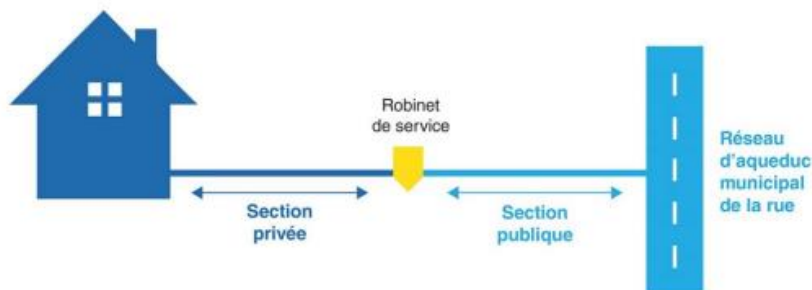 Robinet
de service
Section
privée
Section
publique
Réseau
d'aqueduc
municipal
de la rue